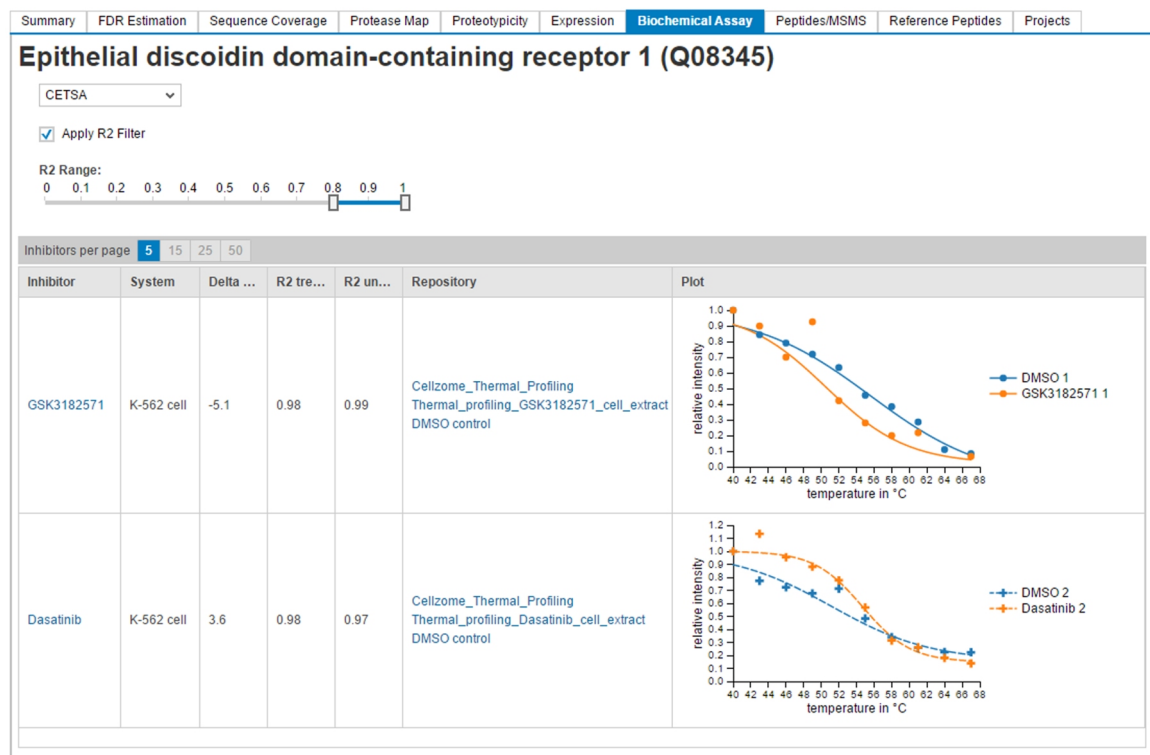 Summary FDR Estimation Sequence Coverage Protease Map Proteotypicity Expression Biochemical Assay Peptides/MSMS Reference Peptides Projects
Epithelial discoidin domain-containing receptor 1 (Q08345)
CETSA
Apply R2 Filter
R2 Range:
0 0.1 0.2 0.3 0.4 0.5 0.6 0.7 0.8 0.9 1
Inhibitors per page 5 15 25 50
Inhibitor System Delta ... R2 tre... R2 un... Repository Plot
GSK3182571 K-562 cell -5.1 0.98 0.99
Cellzome_Thermal_Profiling
Thermal_profiling_GSK3182571_cell_extract
DMSO control
relative intensity
1.0
0.9
0.8
0.7
0.6
0.5
0.4
0.3
0.2
0.1
0.0
40 42 44 46 48 50 52 54 56 58 60 62 64 66 68
temperature in °C
DMSO 1
GSK3182571 1
Dasatinib K-562 cell 3.6 0.98 0.97
Cellzome_Thermal_Profiling
Thermal_profiling_Dasatinib_cell_extract
DMSO control
relative intensity
1.2
1.1
1.0
0.9
0.8
0.7
0.6
0.5
0.4
0.3
0.2
0.1
0.0
40 42 44 46 48 50 52 54 56 58 60 62 64 66 68
temperature in °C
DMSO 2
Dasatinib 2